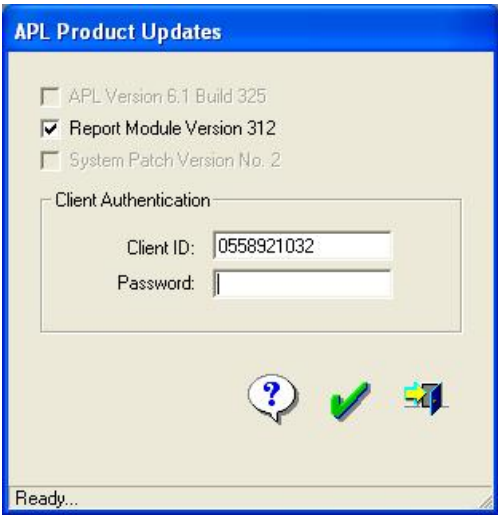 APL Product Updates
APL Version 6.1 Build 325
Report Module Version 312
System Patch Version No. 2
Client Authentication
Client ID: 0558921032
Password:
?
Ready...